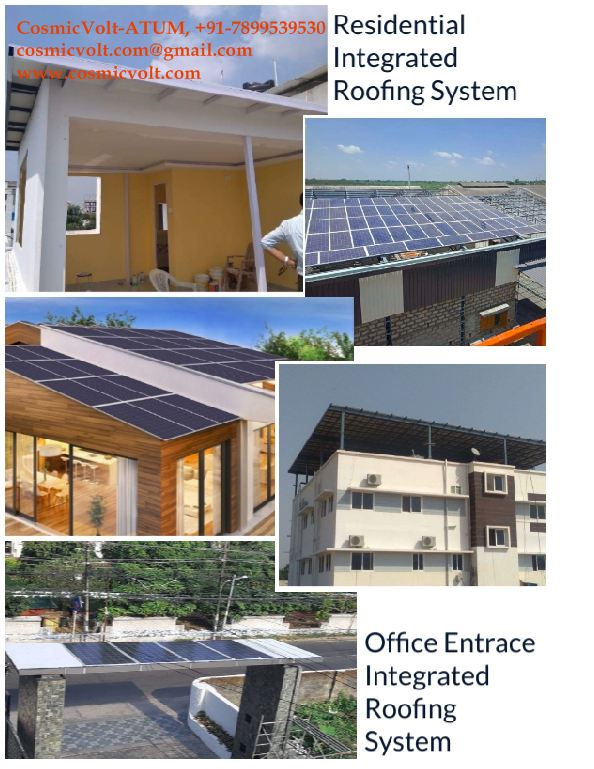 CosmicVolt-ATUM, +91-7899539530
cosmicvolt.com@gmail.com
www.cosmicvolt.com
Residential
Integrated
Roofing System
Office Entrace
Integrated
Roofing
System